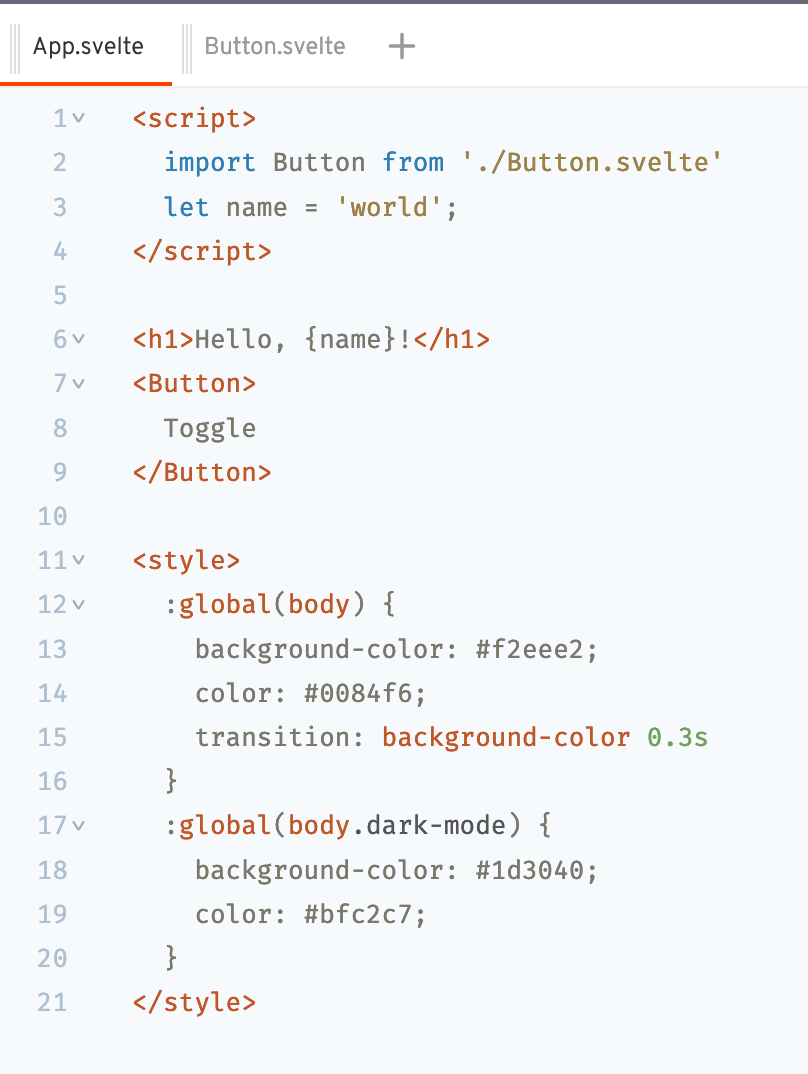 App.svelte Button.svelte +
1 <script>
2   import Button from './Button.svelte'
3   let name = 'world';
4 </script>
5
6 <h1>Hello, {name}!</h1>
7 <Button>
8   Toggle
9 </Button>
10
11 <style>
12   :global(body) {
13     background-color: #f2eee2;
14     color: #0084f6;
15     transition: background-color 0.3s
16   }
17   :global(body.dark-mode) {
18     background-color: #1d3040;
19     color: #bfc2c7;
20   }
21 </style>